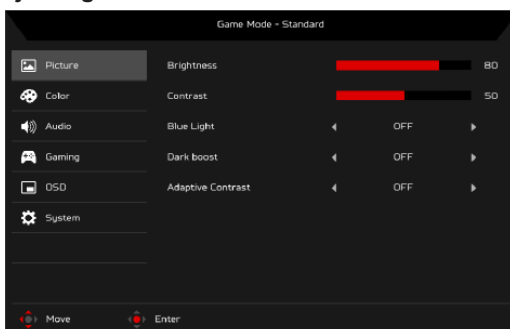 Game Mode - Standard
Picture
Brightness 80
Color
Contrast 50
Audio
Blue Light OFF
Gaming
Dark boost OFF
OSD
Adaptive Contrast OFF
System
Move Enter